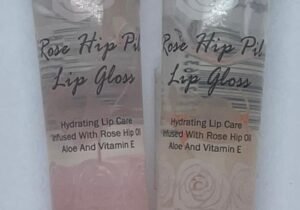 Rose Hip Pil
Lip Gloss
Hydrating Lip Care
Infused With Rose Hip Oil
Aloe And Vitamin E
Rose Hip Pil
Lip Gloss
Hydrating Lip Care
Infused With Rose Hip Oil
Aloe And Vitamin E